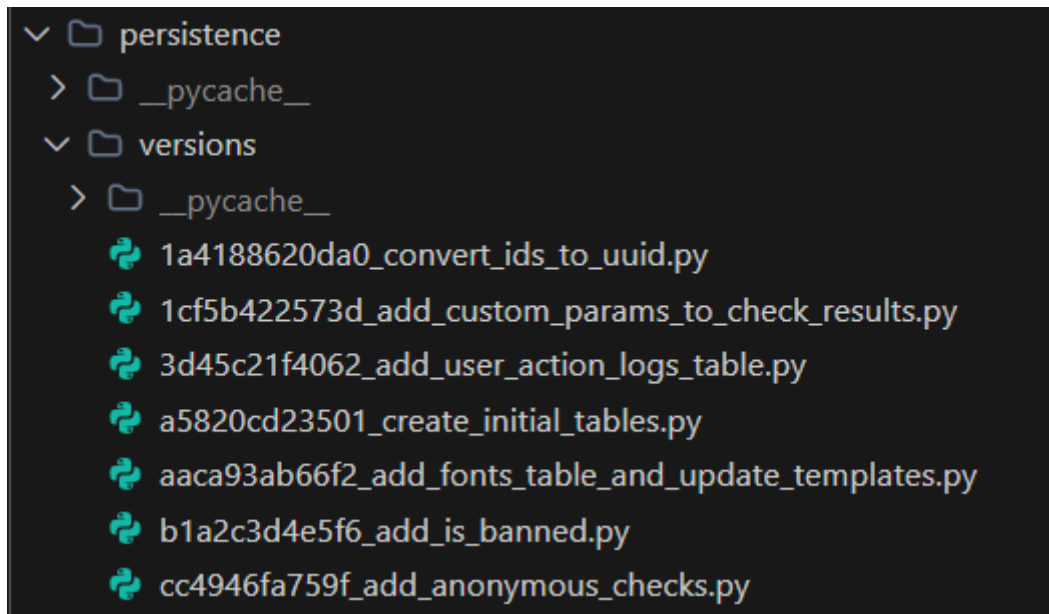 persistence
__pycache__
versions
__pycache__
1a4188620da0_convert_ids_to_uuid.py
1cf5b422573d_add_custom_params_to_check_results.py
3d45c21f4062_add_user_action_logs_table.py
a5820cd23501_create_initial_tables.py
aaca93ab66f2_add_fonts_table_and_update_templates.py
b1a2c3d4e5f6_add_is_banned.py
cc4946fa759f_add_anonymous_checks.py